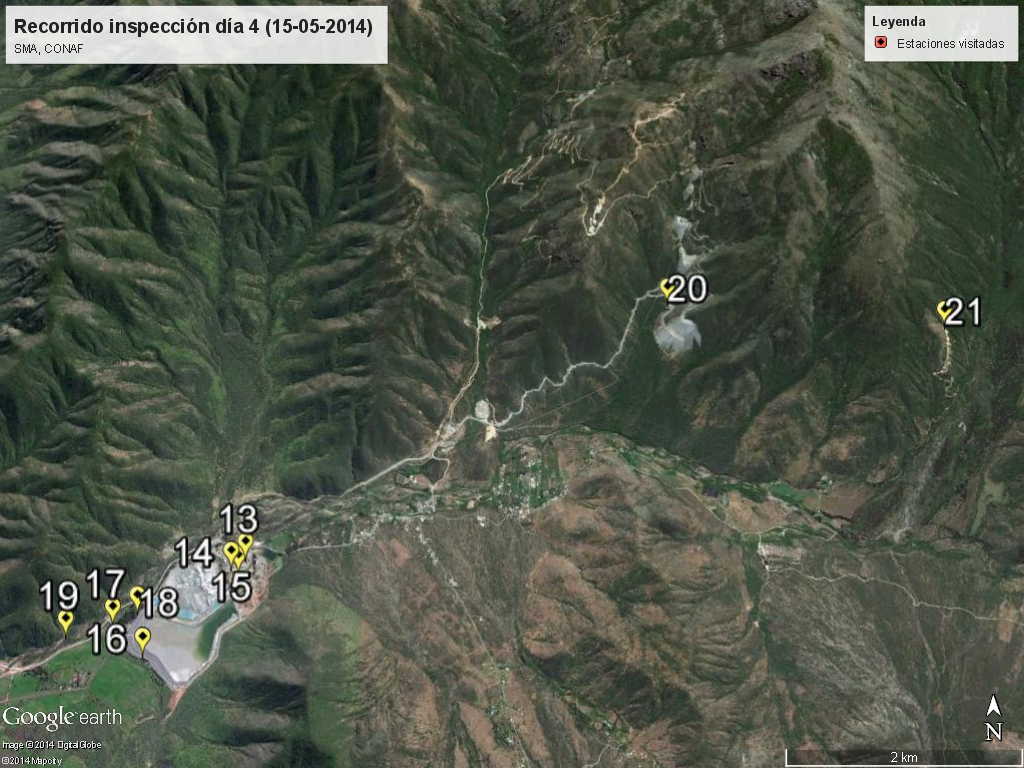 Recorrido inspección día 4 (15-05-2014)
SMA, CONAF
Leyenda
Estaciones visitadas
20
21
13
14
15
19
17
18
16
Google earth
Image © 2014 DigitalGlobe
© 2014 Mapcity
N
2 km